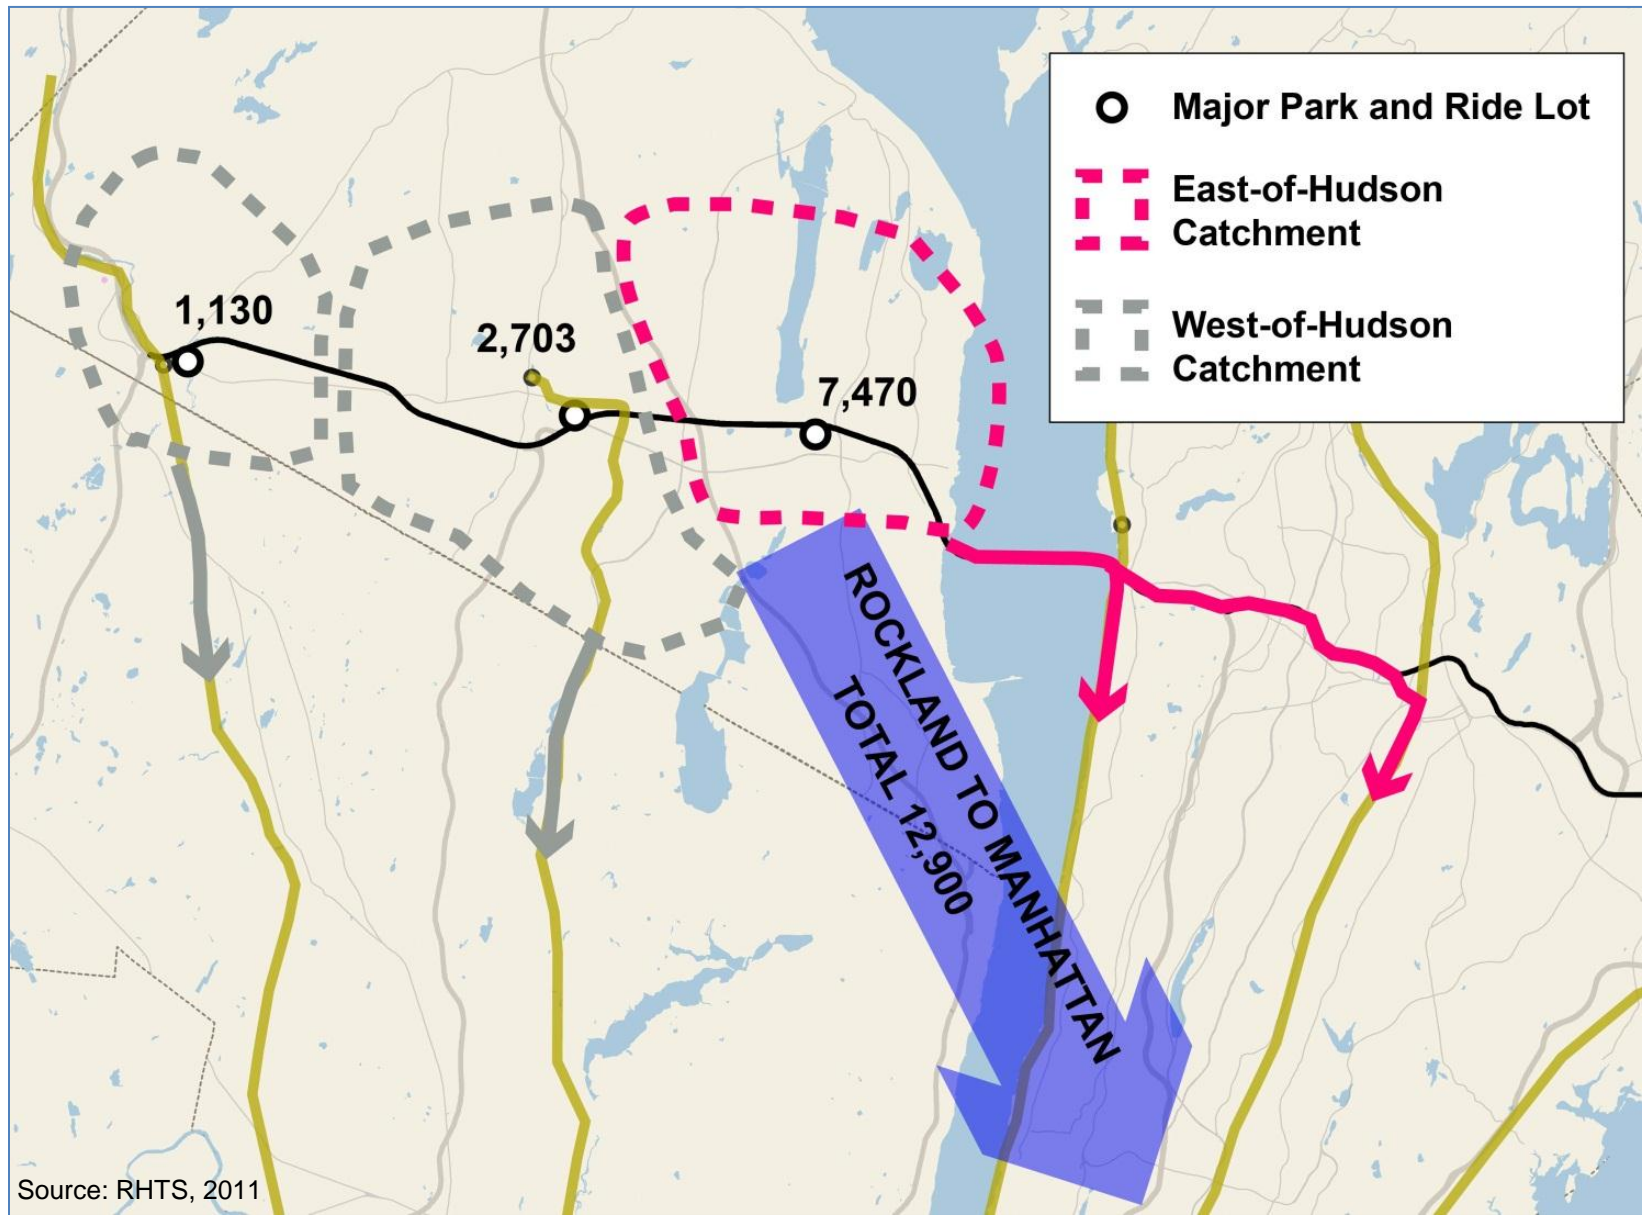 Major Park and Ride Lot
East-of-Hudson
Catchment
West-of-Hudson
Catchment
1,130
2,703
7,470
ROCKLAND TO MANHATTAN
TOTAL 12,900
Source: RHTS, 2011